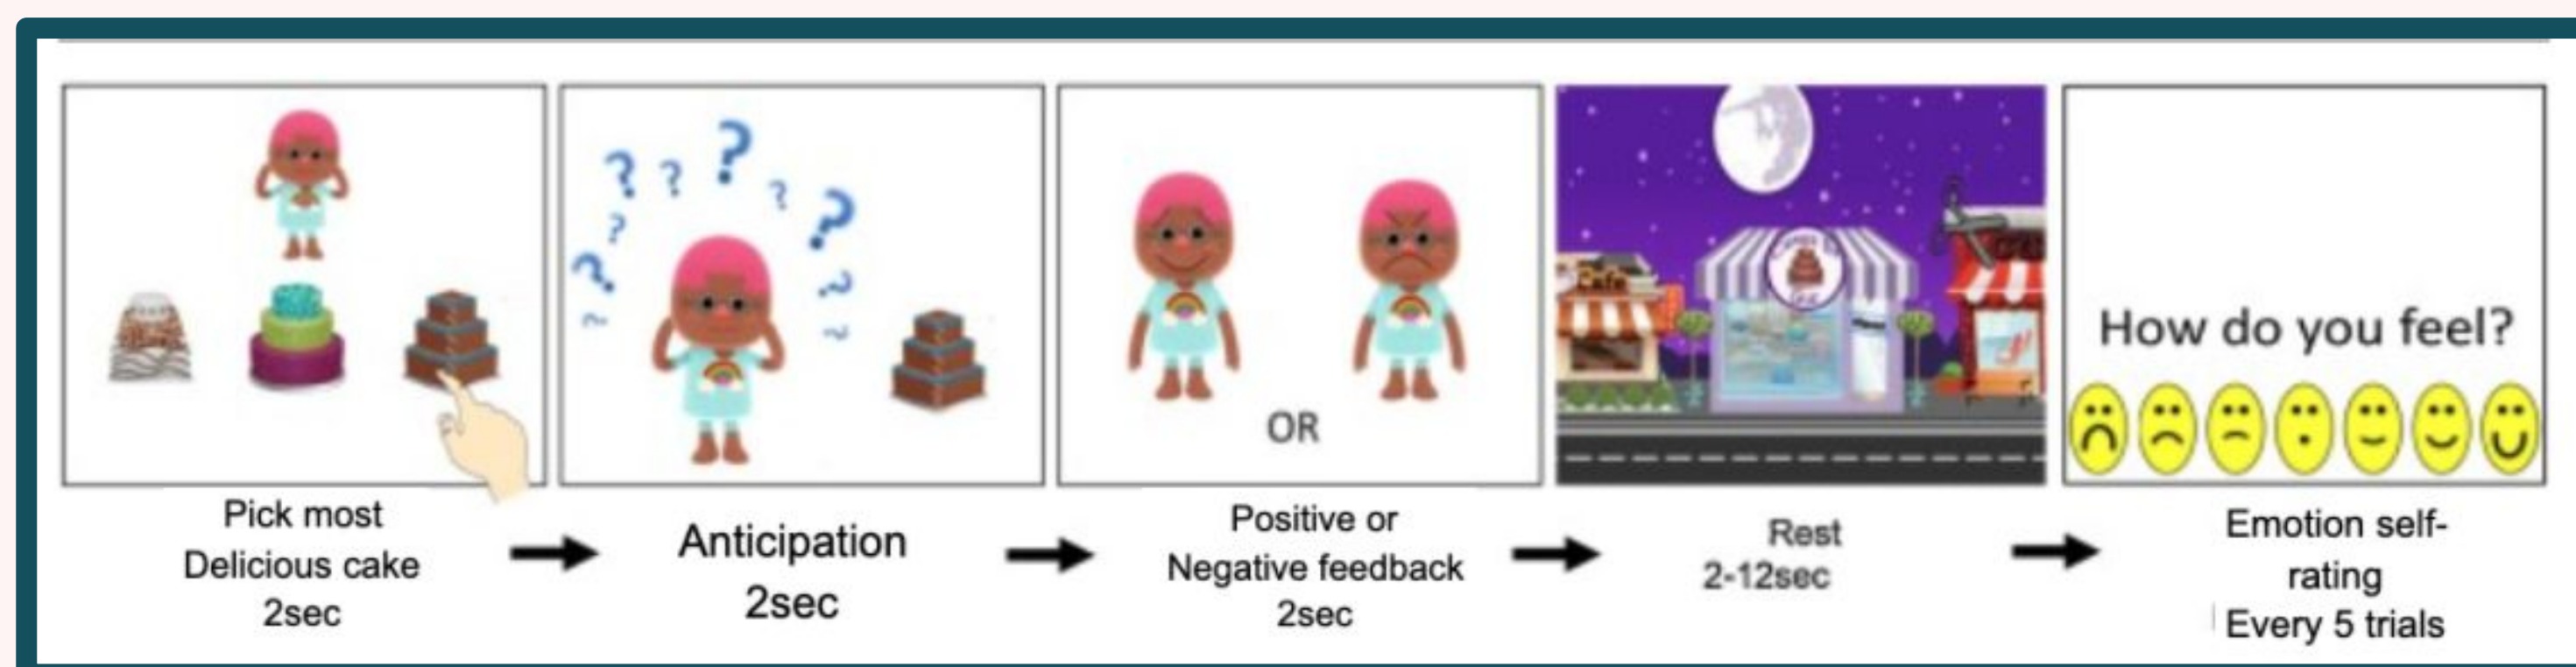 ? ? ? ? ? ? ? ? ? ?
OR
Cafe
How do you feel?
Pick most
Delicious cake
2sec
Anticipation
2sec
Positive or
Negative feedback
2sec
Rest
2-12sec
Emotion self-
rating
Every 5 trials